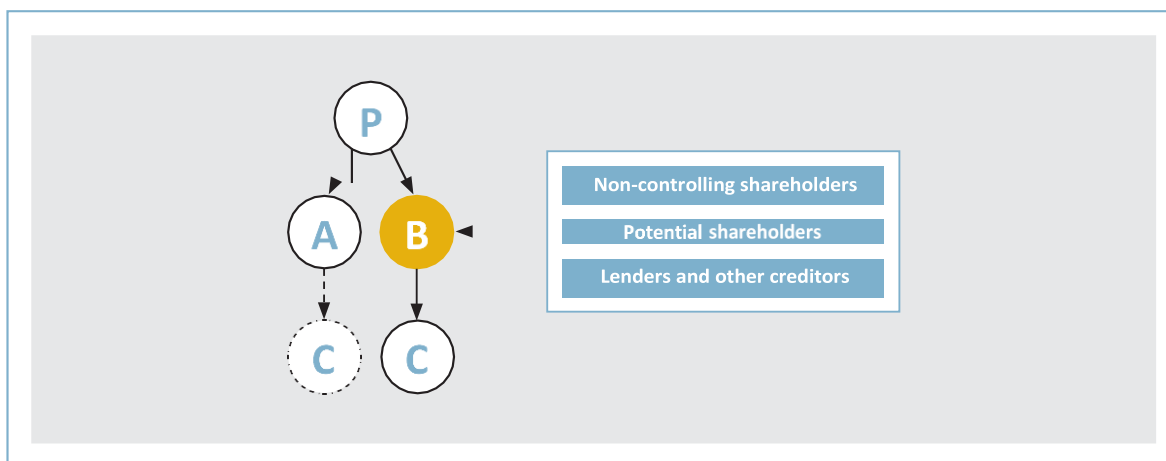 P
A
B
C
C
Non-controlling shareholders
Potential shareholders
Lenders and other creditors